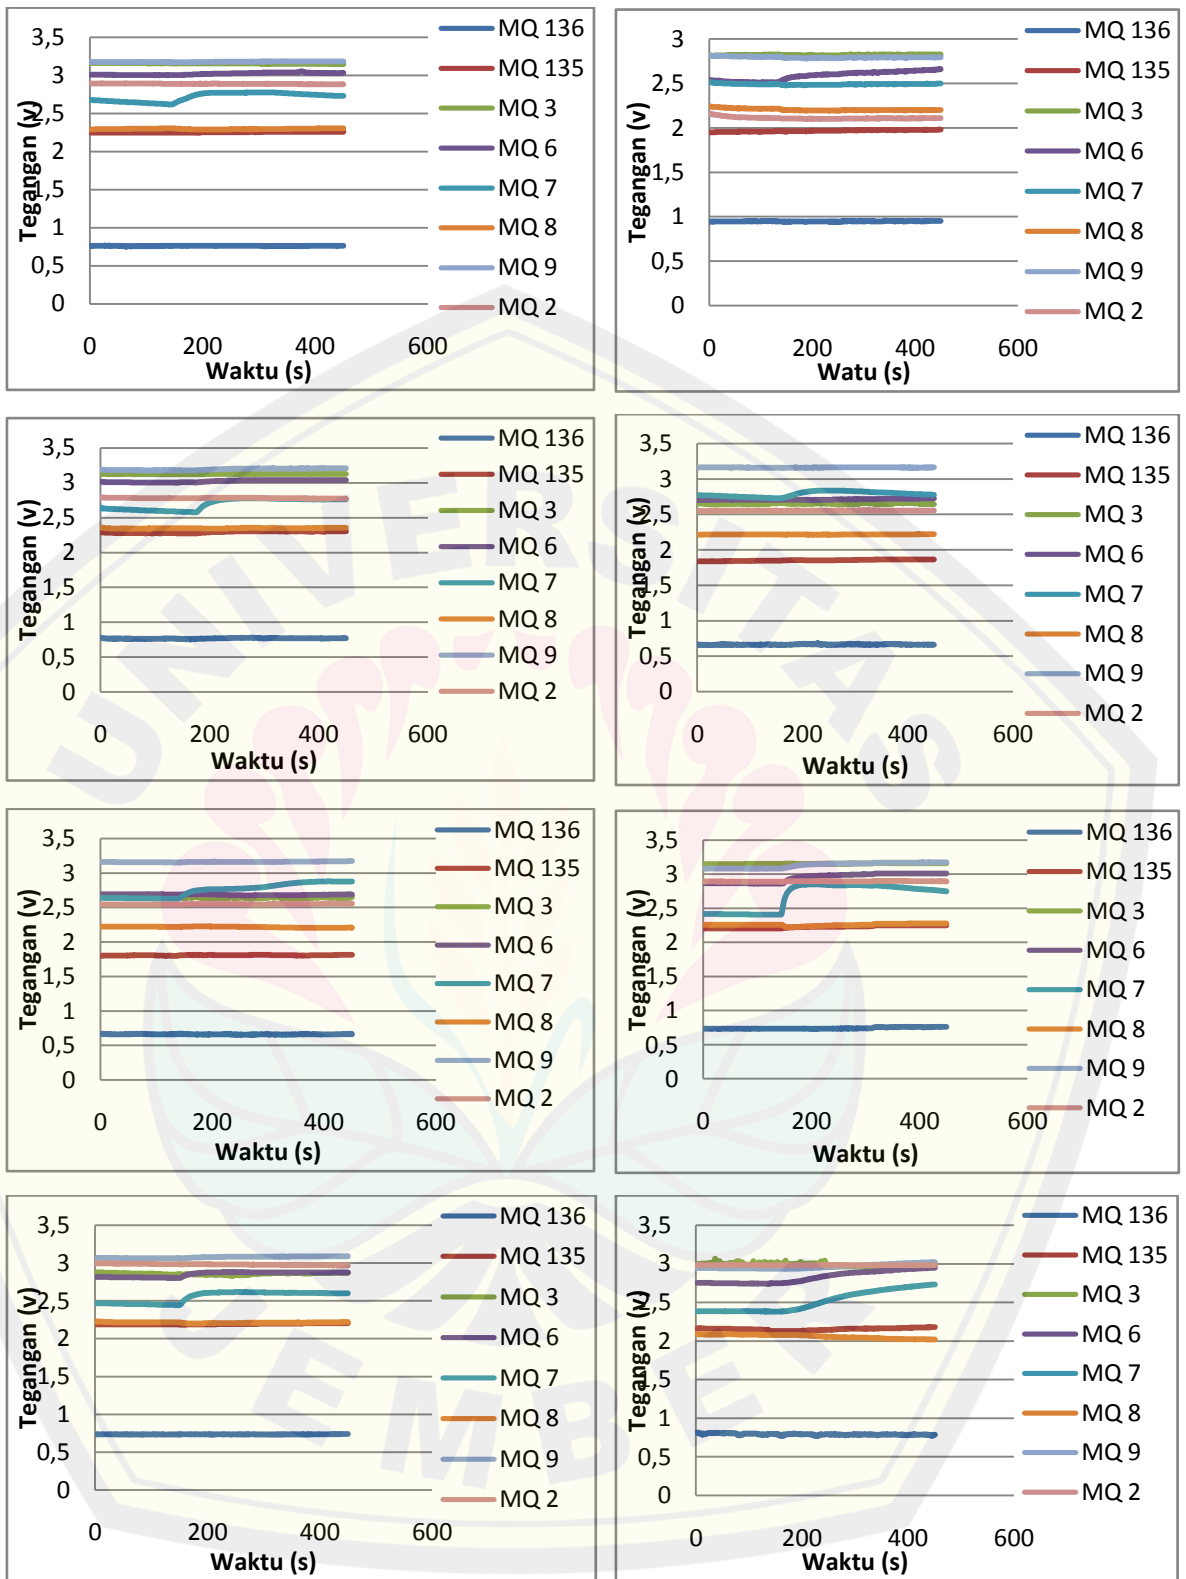 3,5
3
2,5
2
1,5
1
0,5
0
0 200 400 600
Tegangan (v)
Waktu (s)
MQ 136
MQ 135
MQ 3
MQ 6
MQ 7
MQ 8
MQ 9
MQ 2
3
2,5
2
1,5
1
0,5
0
0 200 400 600
Tegangan (v)
Watu (s)
MQ 136
MQ 135
MQ 3
MQ 6
MQ 7
MQ 8
MQ 9
MQ 2
3,5
3
2,5
2
1,5
1
0,5
0
0 200 400 600
Tegangan (v)
Waktu (s)
MQ 136
MQ 135
MQ 3
MQ 6
MQ 7
MQ 8
MQ 9
MQ 2
3,5
3
2,5
2
1,5
1
0,5
0
0 200 400 600
Tegangan (v)
Waktu (s)
MQ 136
MQ 135
MQ 3
MQ 6
MQ 7
MQ 8
MQ 9
MQ 2
3,5
3
2,5
2
1,5
1
0,5
0
0 200 400 600
Tegangan (v)
Waktu (s)
MQ 136
MQ 135
MQ 3
MQ 6
MQ 7
MQ 8
MQ 9
MQ 2
3,5
3
2,5
2
1,5
1
0,5
0
0 200 400 600
Tegangan (v)
Waktu (s)
MQ 136
MQ 135
MQ 3
MQ 6
MQ 7
MQ 8
MQ 9
MQ 2
3,5
3
2,5
2
1,5
1
0,5
0
0 200 400 600
Tegangan (v)
Waktu (s)
MQ 136
MQ 135
MQ 3
MQ 6
MQ 7
MQ 8
MQ 9
MQ 2
3,5
3
2,5
2
1,5
1
0,5
0
0 200 400 600
Tegangan (v)
Waktu (s)
MQ 136
MQ 135
MQ 3
MQ 6
MQ 7
MQ 8
MQ 9
MQ 2
UNIVERSITAS
JEMBER